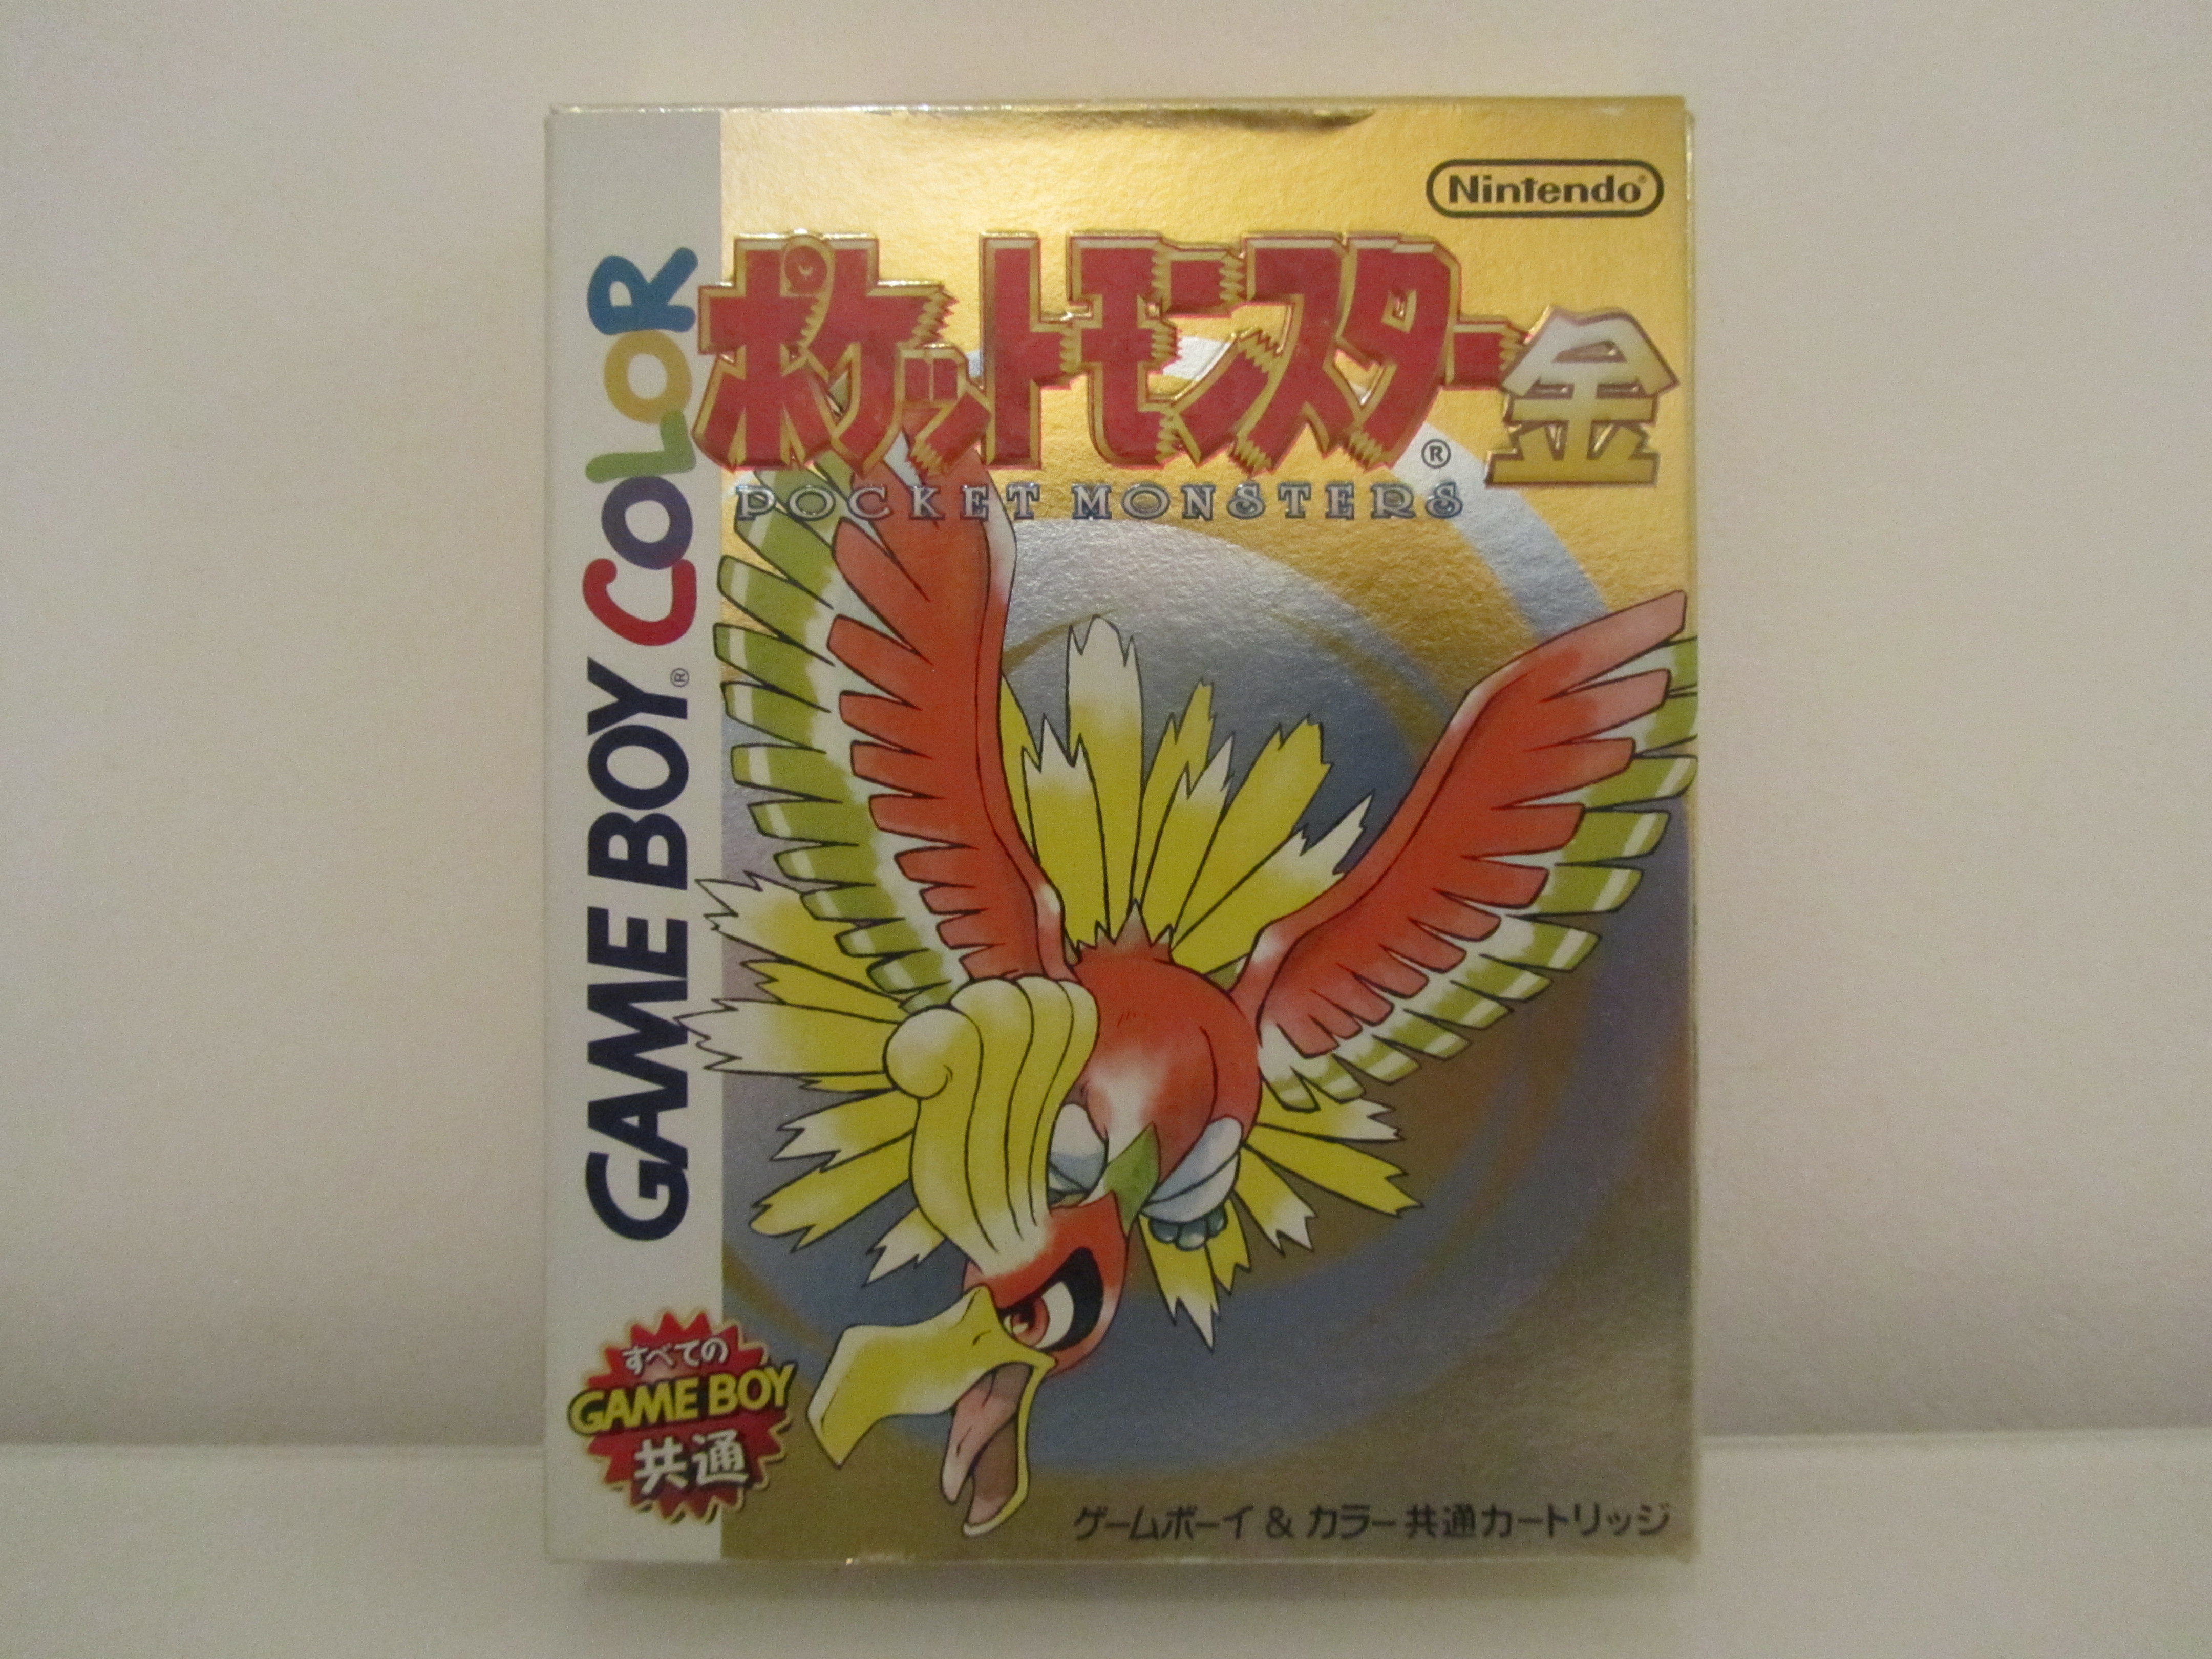 Nintendo®
ポケットモンスター金
®
POCKET MONSTERS
GAME BOY COLOR
®
すべての
GAME BOY
共通
ゲームボーイ & カラー共通カートリッジ